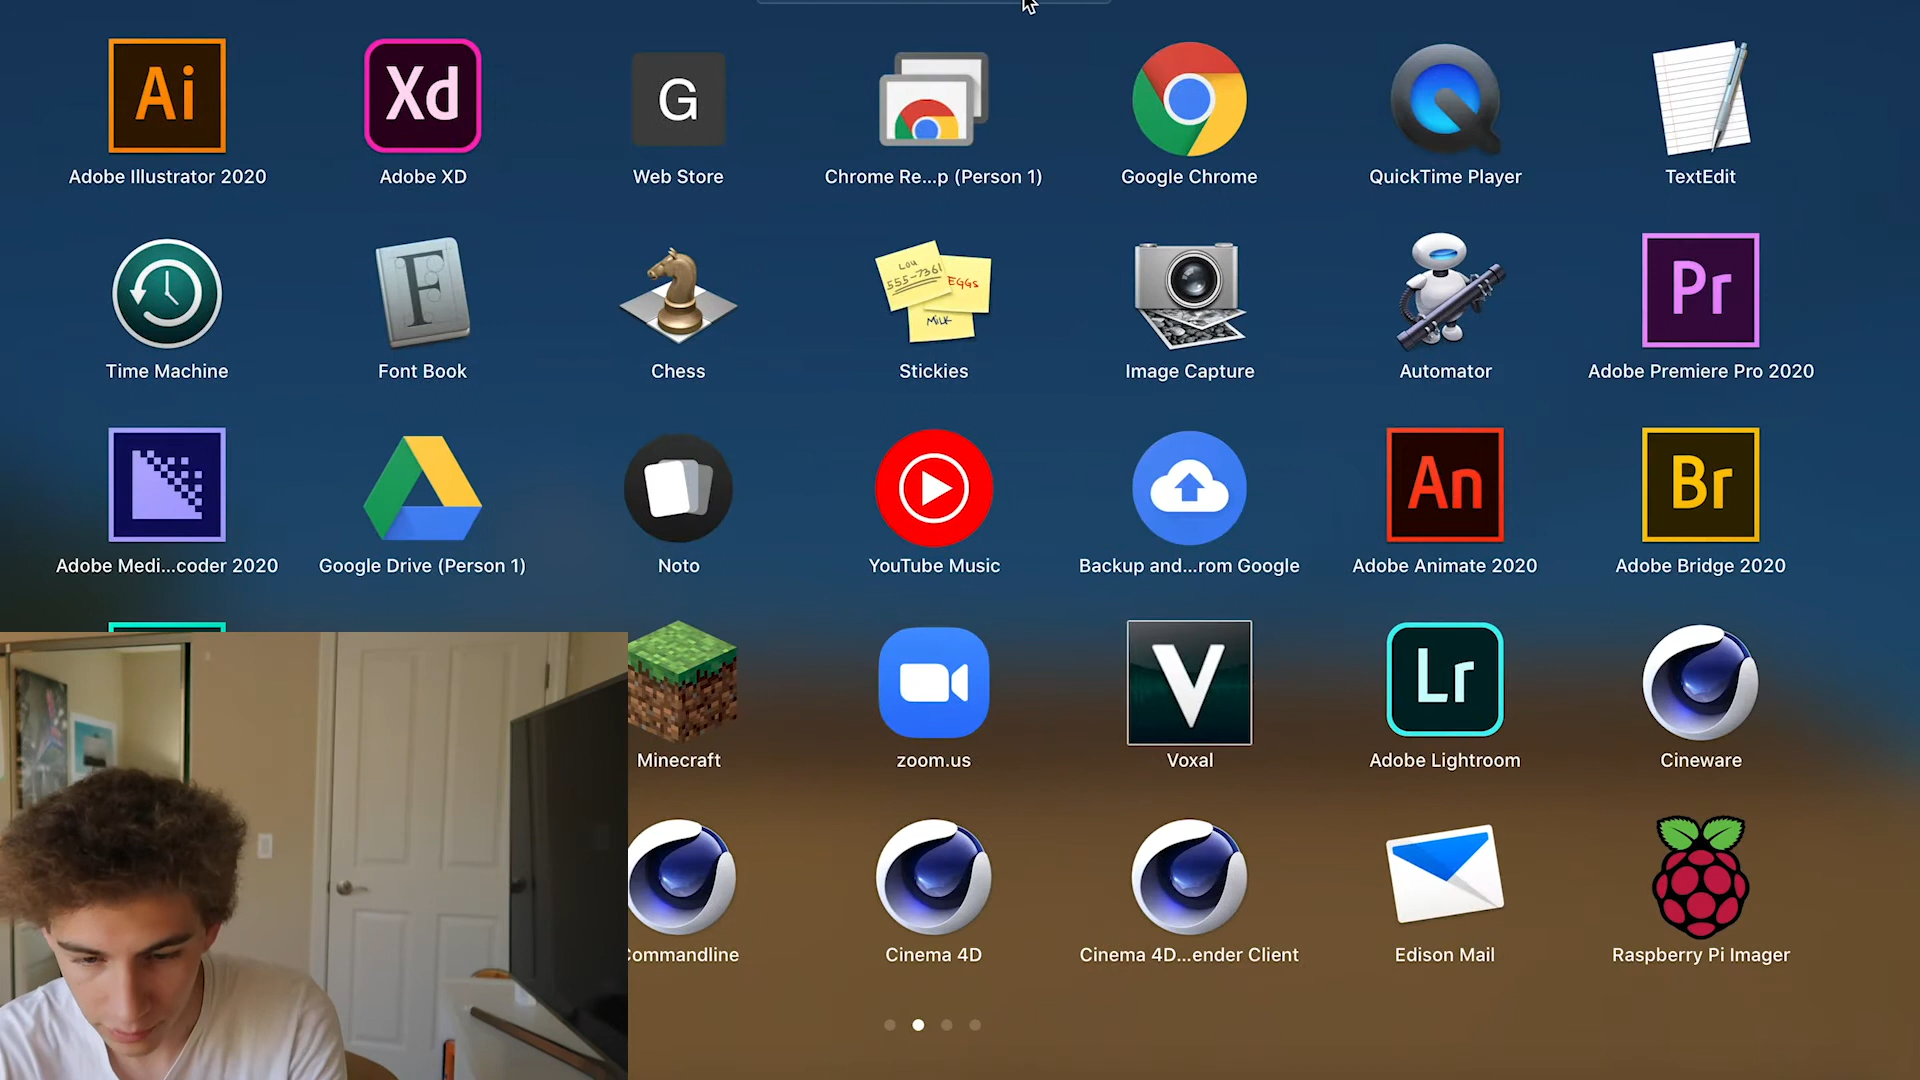 Ai
Xd
G
Adobe Illustrator 2020
Adobe XD
Web Store
Chrome Re...p (Person 1)
Google Chrome
QuickTime Player
TextEdit
LOU
555-7361
EGGS
MILK
F
Pr
Time Machine
Font Book
Chess
Stickies
Image Capture
Automator
Adobe Premiere Pro 2020
An
Br
Adobe Medi...coder 2020
Google Drive (Person 1)
Noto
YouTube Music
Backup and...rom Google
Adobe Animate 2020
Adobe Bridge 2020
V
Lr
Minecraft
zoom.us
Voxal
Adobe Lightroom
Cineware
ommandline
Cinema 4D
Cinema 4D...ender Client
Edison Mail
Raspberry Pi Imager